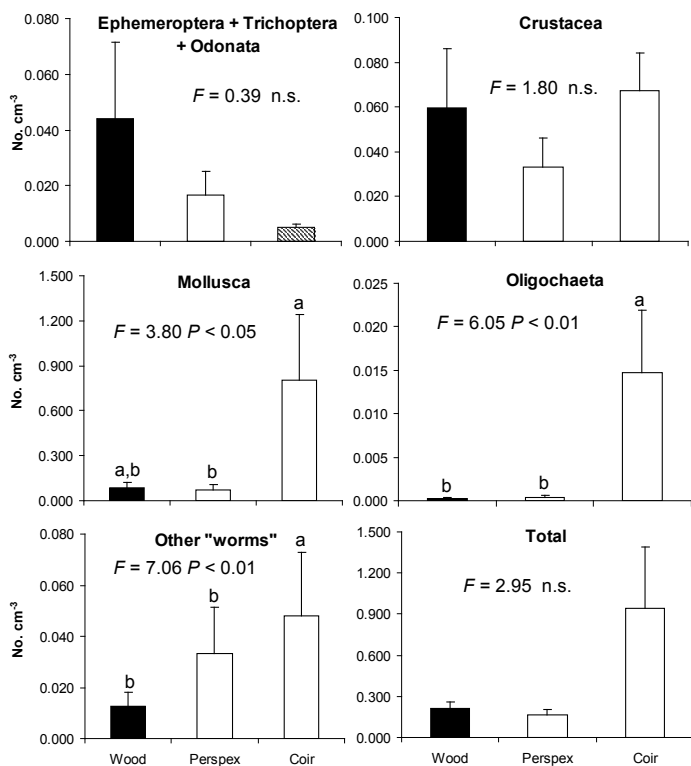 Ephemeroptera + Trichoptera
+ Odonata
F = 0.39 n.s.
No. cm-3
0.080
0.060
0.040
0.020
0.000
Crustacea
F = 1.80 n.s.
0.100
0.080
0.060
0.040
0.020
0.000
Mollusca
F = 3.80 P < 0.05
No. cm-3
1.500
1.200
0.900
0.600
0.300
0.000
a,b
b
a
Oligochaeta
F = 6.05 P < 0.01
0.025
0.020
0.015
0.010
0.005
0.000
b
b
a
Other "worms"
F = 7.06 P < 0.01
No. cm-3
0.080
0.060
0.040
0.020
0.000
b
b
a
Wood Perspex Coir
Total
F = 2.95 n.s.
1.500
1.200
0.900
0.600
0.300
0.000
Wood Perspex Coir